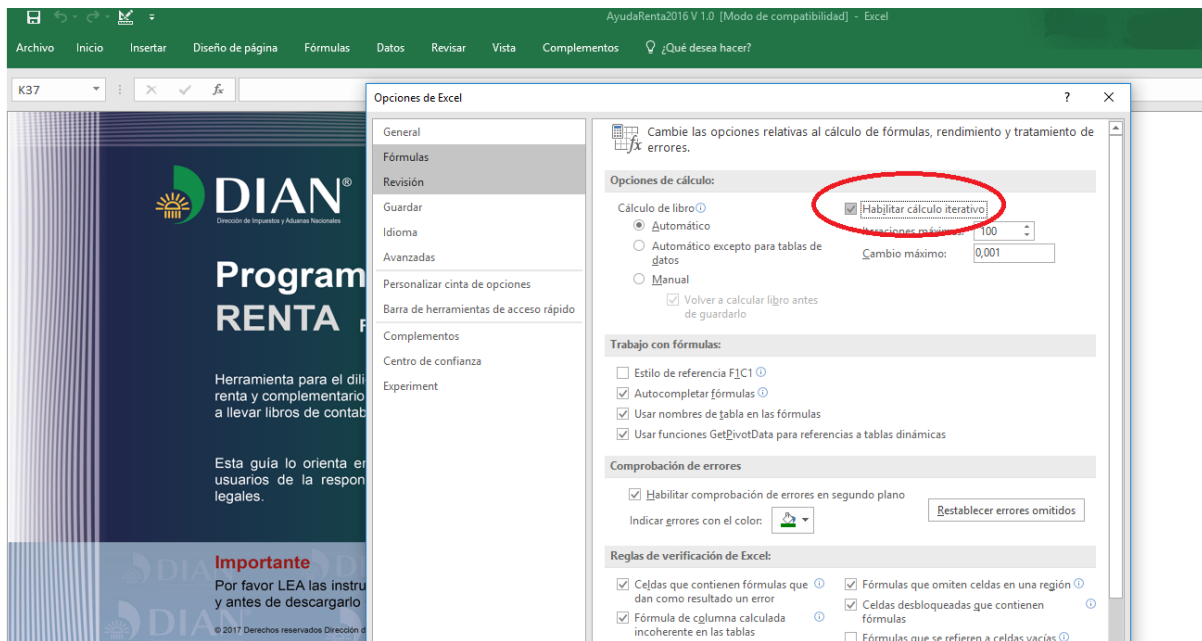 AyudaRenta2016 V 1.0 [Modo de compatibilidad] - Excel
Archivo Inicio Insertar Diseño de página Fórmulas Datos Revisar Vista Complementos ¿Qué desea hacer?
K37 fx
Opciones de Excel ? ×
General
Fórmulas
Revisión
Guardar
Idioma
Avanzadas
Personalizar cinta de opciones
Barra de herramientas de acceso rápido
Complementos
Centro de confianza
Experiment
Cambie las opciones relativas al cálculo de fórmulas, rendimiento y tratamiento de
errores.
Opciones de cálculo:
Cálculo de libro
Automático
Automático excepto para tablas de
datos
Manual
Volver a calcular libro antes
de guardarlo
Habilitar cálculo iterativo
Iteraciones máximas: 100
Cambio máximo: 0,001
Trabajo con fórmulas:
Estilo de referencia F1C1
Autocompletar fórmulas
Usar nombres de tabla en las fórmulas
Usar funciones GetPivotData para referencias a tablas dinámicas
Comprobación de errores
Habilitar comprobación de errores en segundo plano
Indicar errores con el color:
Restablecer errores omitidos
Reglas de verificación de Excel:
Celdas que contienen fórmulas que
dan como resultado un error
Fórmula de columna calculada
incoherente en las tablas
Fórmulas que omiten celdas en una región
Celdas desbloqueadas que contienen
fórmulas
Fórmulas que se refieren a celdas vacías
DIAN®
Dirección de Impuestos y Aduanas Nacionales
Program
RENTA F
Herramienta para el dili
renta y complementario
a llevar libros de contab
Esta guía lo orienta en
usuarios de la respon
legales.
Importante
Por favor LEA las instru
y antes de descargarlo
© 2017 Derechos reservados Dirección d
DIAN
DIAN